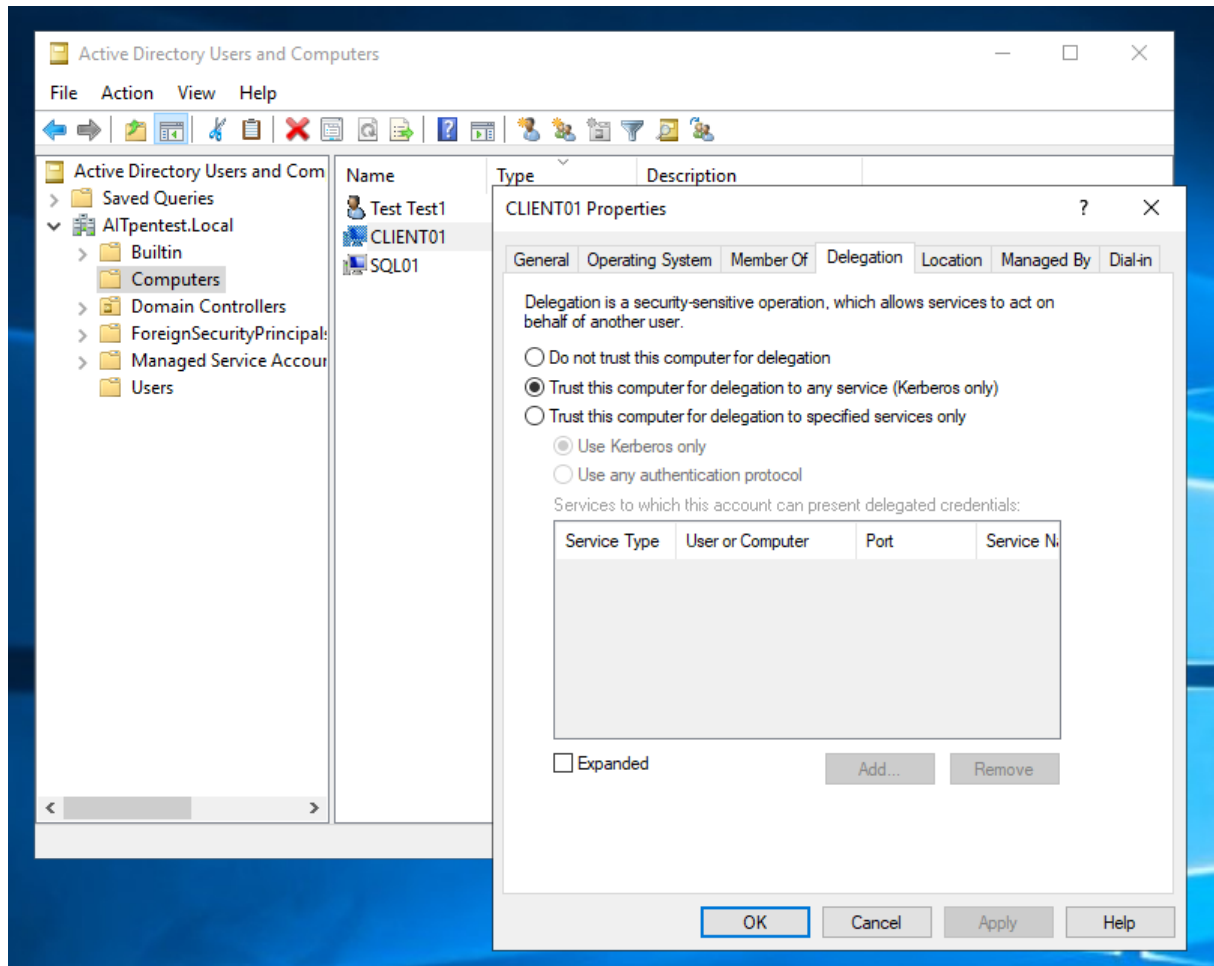 Active Directory Users and Computers
File Action View Help
Active Directory Users and Com
Saved Queries
AITpentest.Local
Builtin
Computers
Domain Controllers
ForeignSecurityPrincipal:
Managed Service Accour
Users
Name Type Description
Test Test1
CLIENT01
SQL01
CLIENT01 Properties ?
General Operating System Member Of Delegation Location Managed By Dial-in
Delegation is a security-sensitive operation, which allows services to act on
behalf of another user.
Do not trust this computer for delegation
Trust this computer for delegation to any service (Kerberos only)
Trust this computer for delegation to specified services only
Use Kerberos only
Use any authentication protocol
Services to which this account can present delegated credentials:
Service Type User or Computer Port Service N
Expanded
Add... Remove
OK Cancel Apply Help